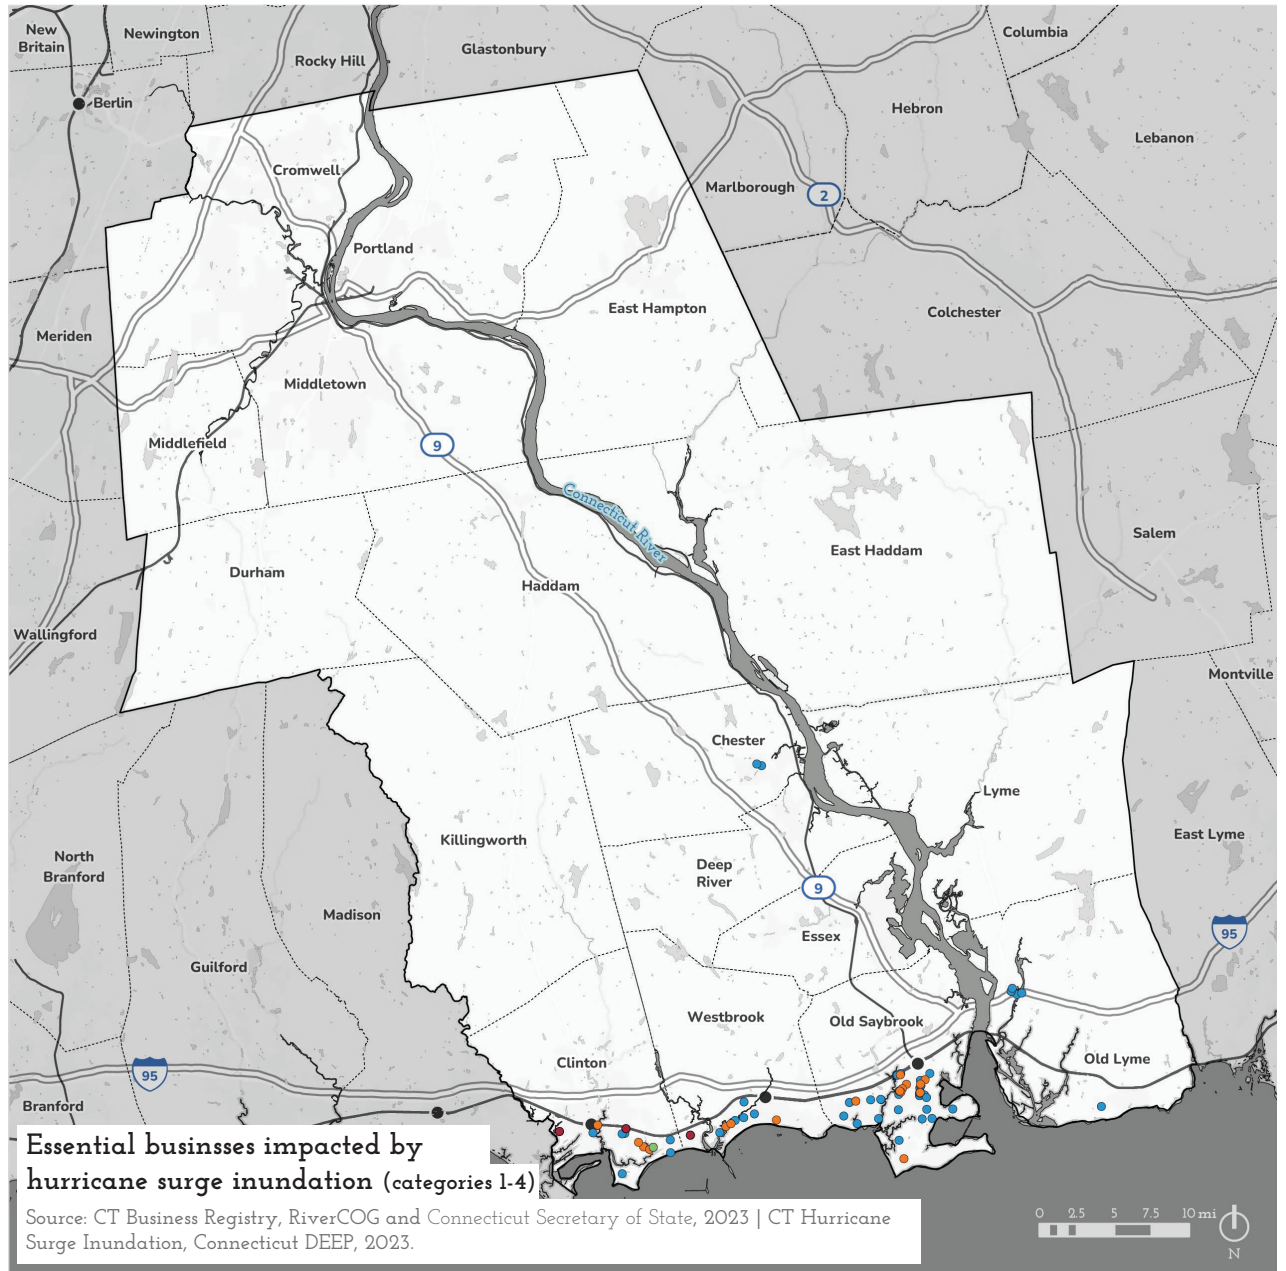 New
Britain
Newington
Rocky Hill
Glastonbury
Columbia
Berlin
Hebron
Lebanon
Cromwell
Marlborough
2
Portland
East Hampton
Colchester
Meriden
Middletown
Middlefield
9
Connecticut River
Salem
East Haddam
Durham
Haddam
Wallingford
Montville
Chester
Lyme
Killingworth
East Lyme
North
Branford
Deep
River
9
Madison
Essex
95
Guilford
Westbrook
Old Saybrook
Clinton
Old Lyme
95
Branford
Essential businsses impacted by
hurricane surge inundation (categories 1-4)
Source: CT Business Registry, RiverCOG and Connecticut Secretary of State, 2023 | CT Hurricane
Surge Inundation, Connecticut DEEP, 2023.
0 2.5 5 7.5 10 mi
N